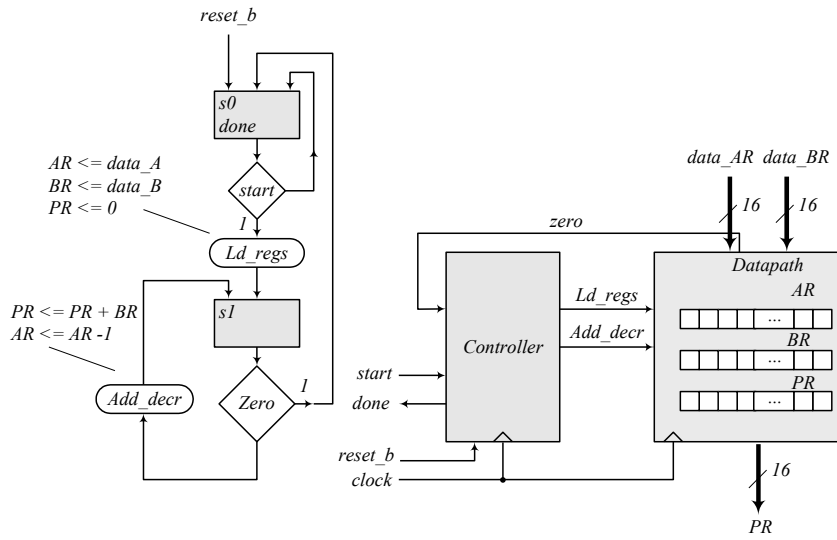 reset_b
s0
done
AR <= data_A
BR <= data_B
PR <= 0
start
1
Ld_regs
PR <= PR + BR
AR <= AR -1
s1
Add_decr
Zero
1
data_AR data_BR
16 16
zero
Datapath
AR
...
BR
...
PR
...
Ld_regs
Add_decr
Controller
start
done
reset_b
clock
16
PR